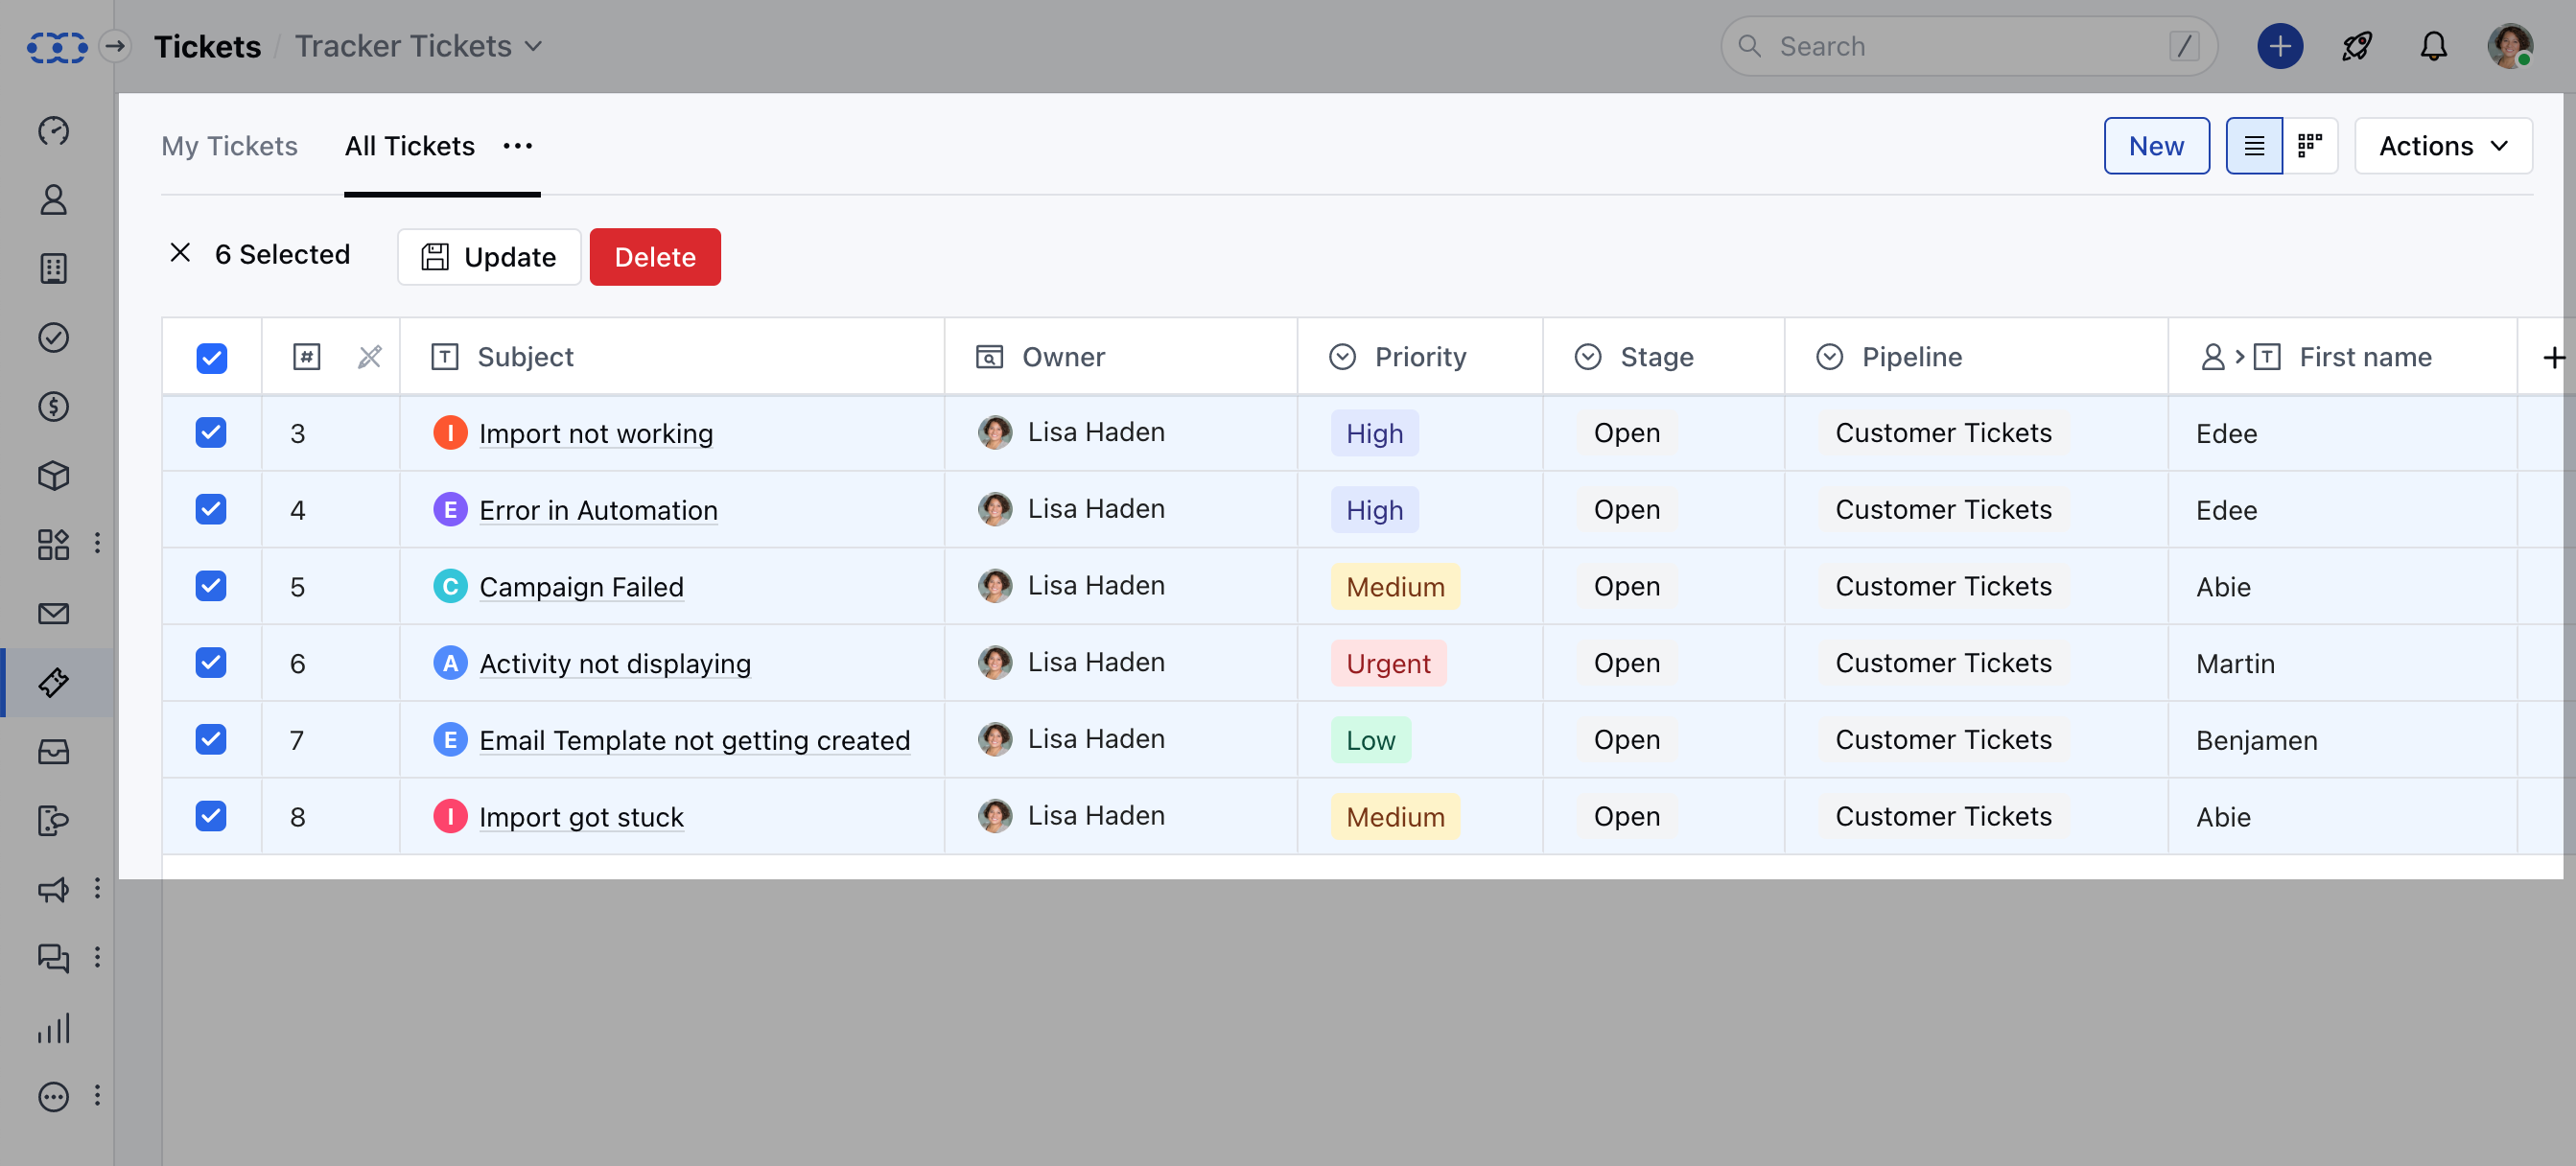 Tickets / Tracker Tickets
Search /
My Tickets All Tickets
New Actions
6 Selected Update Delete
# T Subject Owner Priority Stage Pipeline T First name
3 I Import not working Lisa Haden High Open Customer Tickets Edee
4 E Error in Automation Lisa Haden High Open Customer Tickets Edee
5 C Campaign Failed Lisa Haden Medium Open Customer Tickets Abie
6 A Activity not displaying Lisa Haden Urgent Open Customer Tickets Martin
7 E Email Template not getting created Lisa Haden Low Open Customer Tickets Benjamen
8 I Import got stuck Lisa Haden Medium Open Customer Tickets Abie